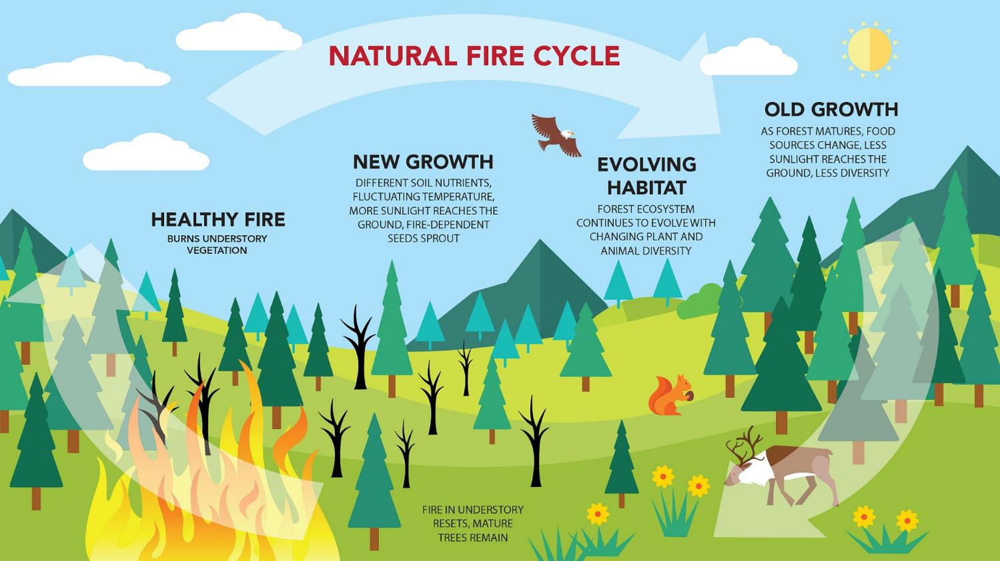 NATURAL FIRE CYCLE
HEALTHY FIRE
BURNS UNDERSTORY
VEGETATION
NEW GROWTH
DIFFERENT SOIL NUTRIENTS,
FLUCTUATING TEMPERATURE,
MORE SUNLIGHT REACHES THE
GROUND, FIRE-DEPENDENT
SEEDS SPROUT
EVOLVING
HABITAT
FOREST ECOSYSTEM
CONTINUES TO EVOLVE WITH
CHANGING PLANT AND
ANIMAL DIVERSITY
OLD GROWTH
AS FOREST MATURES, FOOD
SOURCES CHANGE, LESS
SUNLIGHT REACHES THE
GROUND, LESS DIVERSITY
FIRE IN UNDERSTORY
RESETS, MATURE
TREES REMAIN